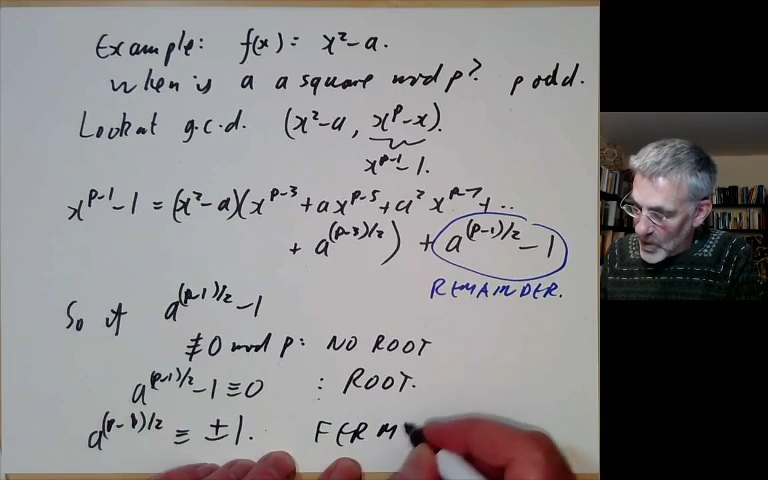 Example: f(x) = x²-a.
When is a a square mod p? p odd.
Look at g.c.d. (x²-a, x^p-x).
x^{p-1}-1.
x^{p-1}-1 = (x²-a)(x^{p-3}+ax^{p-5}+a²x^{p-7}+..
+ a^{(p-3)/2}) + a^{(p-1)/2}-1
REMAINDER.
So if a^{(p-1)/2}-1
≢0 mod p: NO ROOT
a^{(p-1)/2}-1≡0 : ROOT.
a^{(p-1)/2} ≡ ±1. FERM